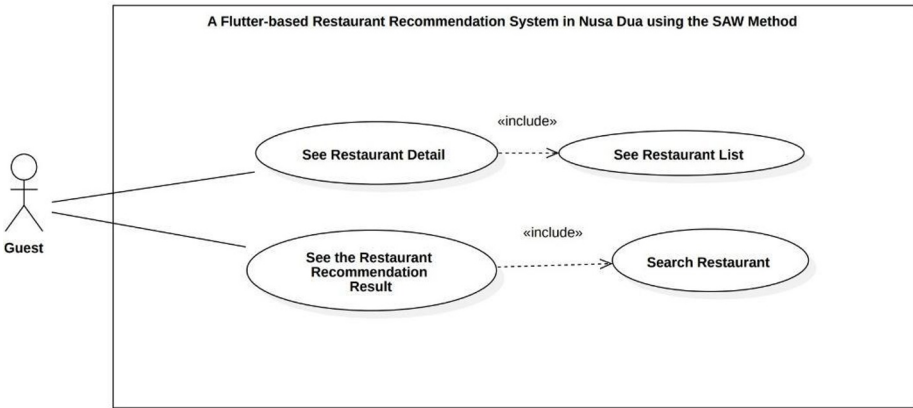 A Flutter-based Restaurant Recommendation System in Nusa Dua using the SAW Method
«include»
See Restaurant Detail
See Restaurant List
Guest
«include»
See the Restaurant
Recommendation
Result
Search Restaurant